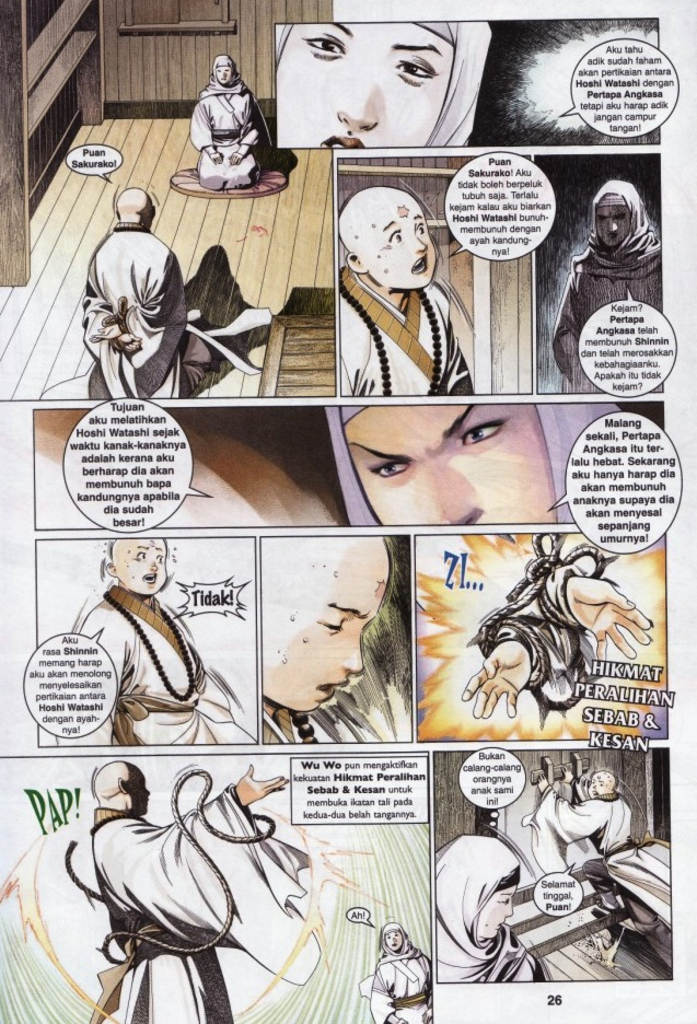 Puan
Sakurako!
Aku tahu
adik sudah faham
akan pertikaian antara
Hoshi Watashi dengan
Pertapa Angkasa
tetapi aku harap adik
jangan campur
tangan!
Puan
Sakurako! Aku
tidak boleh berpeluk
tubuh saja. Terlalu
kejam kalau aku biarkan
Hoshi Watashi bunuh-
membunuh dengan
ayah kandung-
nya!
Kejam?
Pertapa
Angkasa telah
membunuh Shinnin
dan telah merosakkan
kebahagiaanku.
Apakah itu tidak
kejam?
Tujuan
aku melatihkan
Hoshi Watashi sejak
waktu kanak-kanaknya
adalah kerana aku
berharap dia akan
membunuh bapa
kandungnya apabila
dia sudah
besar!
Malang
sekali, Pertapa
Angkasa itu ter-
lalu hebat. Sekarang
aku hanya harap dia
akan membunuh
anaknya supaya dia
akan menyesal
sepanjang
umurnya!
Tidak!
Aku
rasa Shinnin
memang harap
aku akan menolong
menyelesaikan
pertikaian antara
Hoshi Watashi
dengan ayah-
nya!
ZI...
HIKMAT
PERALIHAN
SEBAB &
KESAN
PAP!
Wu Wo pun mengaktifkan
kekuatan Hikmat Peralihan
Sebab & Kesan untuk
membuka ikatan tali pada
kedua-dua belah tangannya.
Ah!
Bukan
calang-calang
orangnya
anak sami
ini!
Selamat
tinggal,
Puan!
26